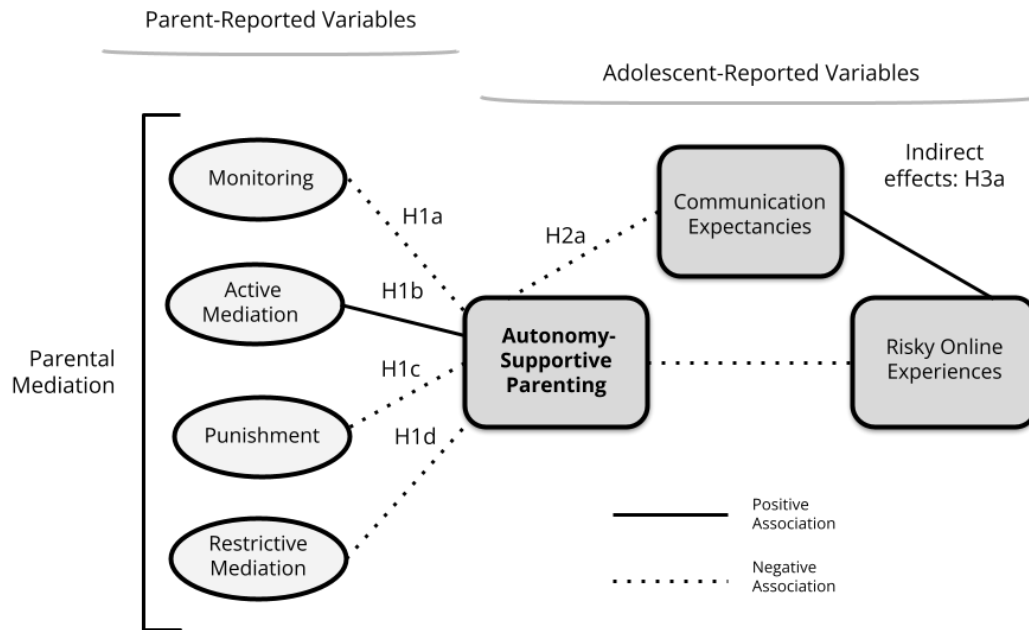 Parent-Reported Variables
Adolescent-Reported Variables
Monitoring
Active
Mediation
Punishment
Restrictive
Mediation
Parental
Mediation
H1a
H1b
H1c
H1d
Autonomy-
Supportive
Parenting
H2a
Communication
Expectancies
Indirect
effects: H3a
Risky Online
Experiences
Positive
Association
Negative
Association